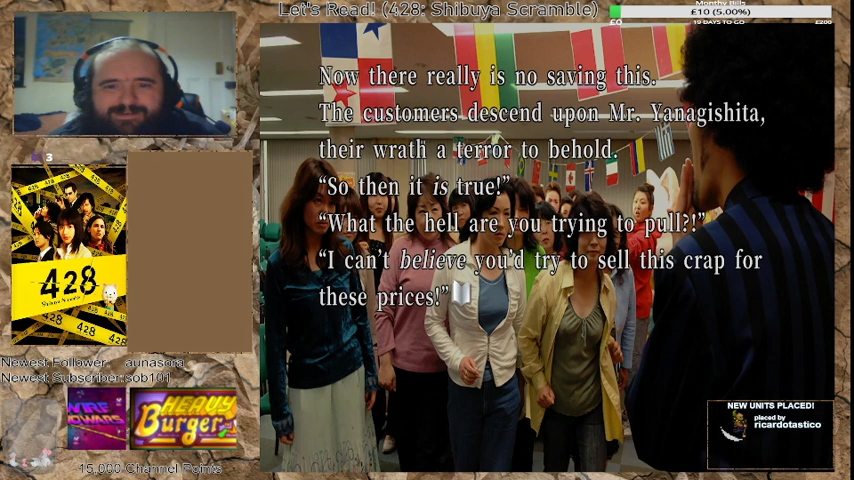 Let's Read! (428: Shibuya Scramble)
Monthly Bills
£10 (5.00%)
£0
19 DAYS TO GO
£200
Now there really is no saving this.
The customers descend upon Mr. Yanagishita,
their wrath a terror to behold.
“So then it is true!”
“What the hell are you trying to pull?!”
“I can't believe you'd try to sell this crap for
these prices!”
3
428
Newest Follower: aunasora
Newest Subscriber:sob101
HEAVY
Burger
15,000 Channel Points
NEW UNITS PLACED!
placed by
ricardotastico